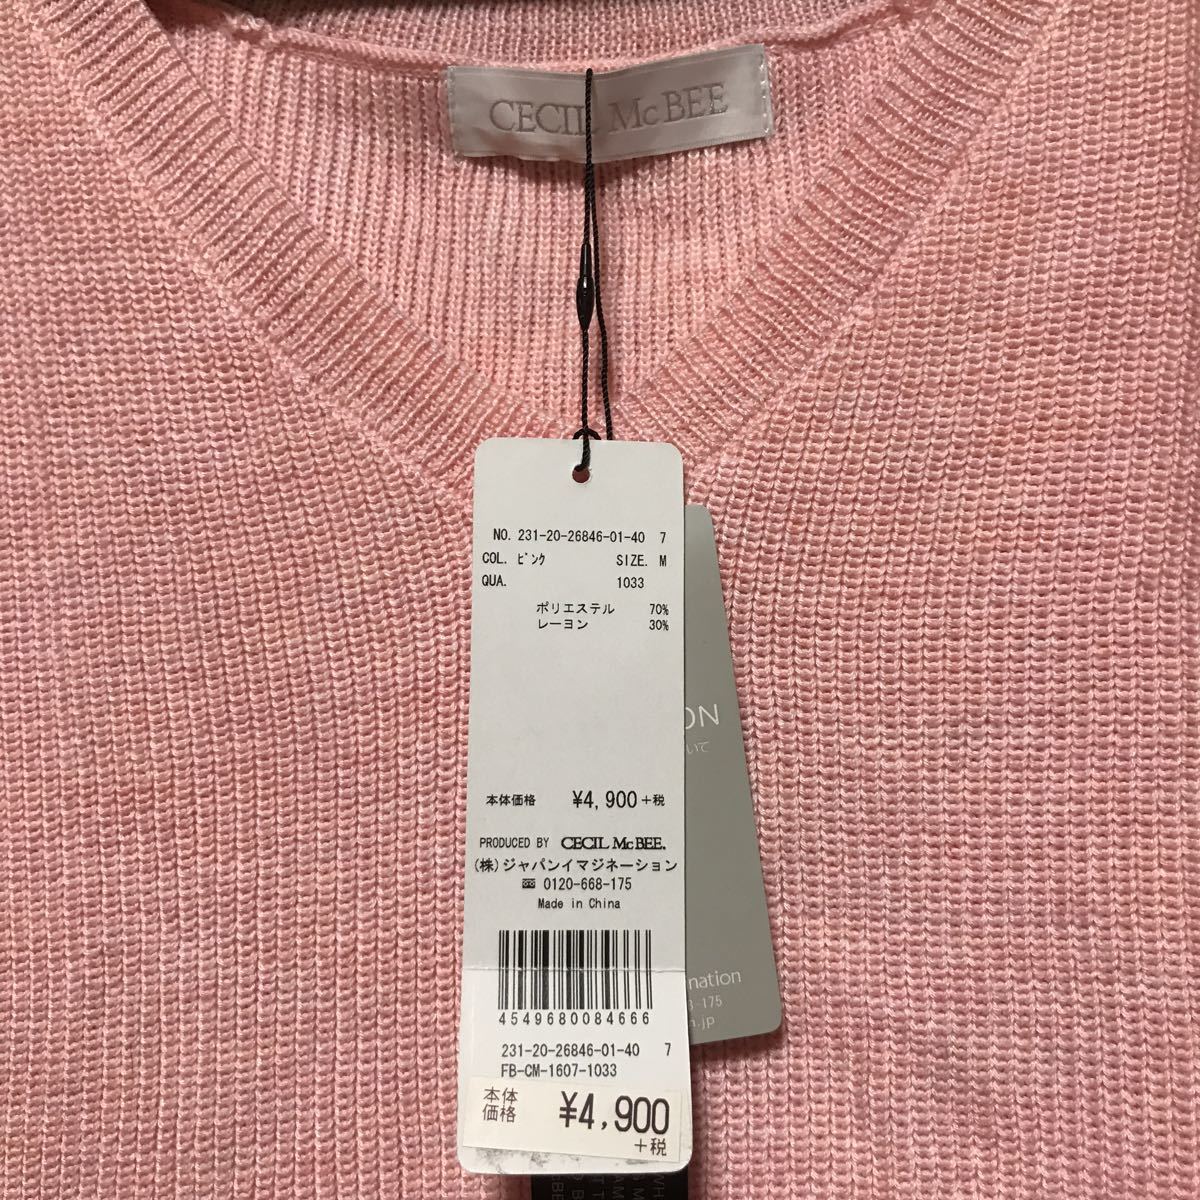 CECIL McBEE
NO. 231-20-26846-01-40 7
COL. ピンク SIZE. M
QUA. 1033
ポリエステル 70%
レーヨン 30%
本体価格 ¥4,900+税
PRODUCED BY CECIL McBEE.
(株)ジャパンイマジネーション
0120-668-175
Made in China
4549680084666
231-20-26846-01-40 7
FB-CM-1607-1033
本体価格 ¥4,900
+税